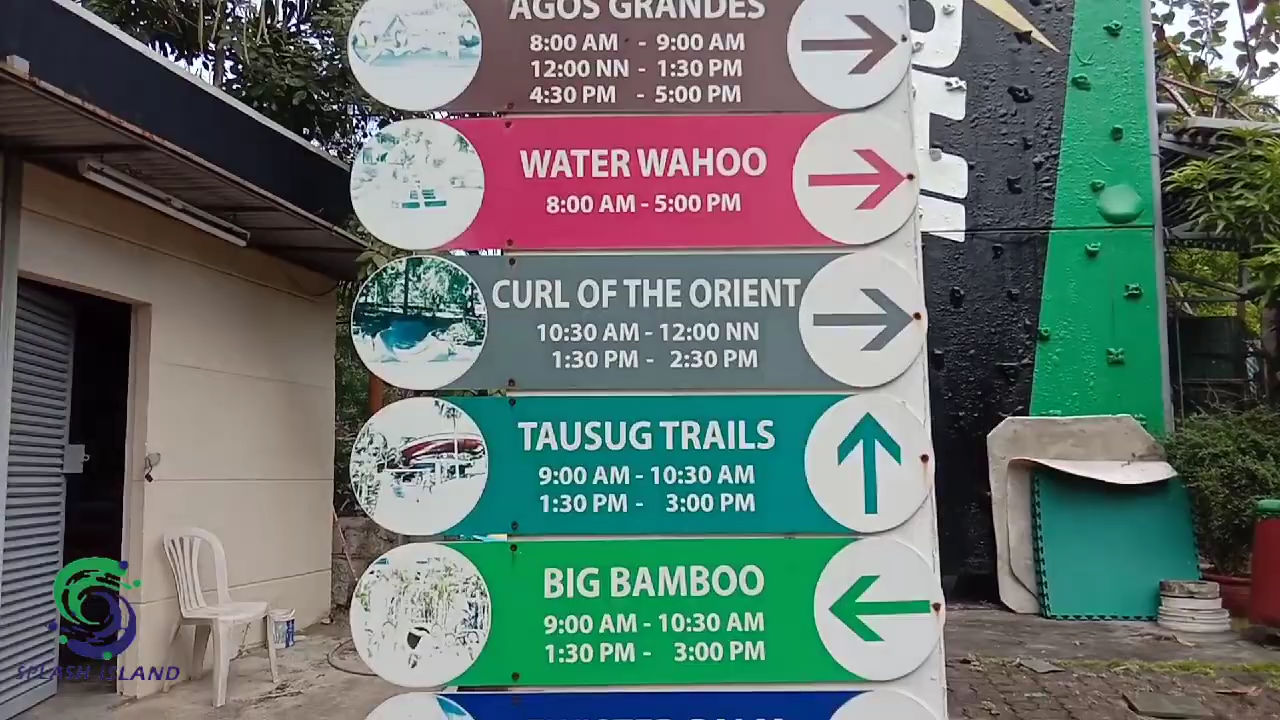 AGOS GRANDES
8:00 AM - 9:00 AM
12:00 NN - 1:30 PM
4:30 PM - 5:00 PM
WATER WAHOO
8:00 AM - 5:00 PM
CURL OF THE ORIENT
10:30 AM - 12:00 NN
1:30 PM - 2:30 PM
TAUSUG TRAILS
9:00 AM - 10:30 AM
1:30 PM - 3:00 PM
BIG BAMBOO
9:00 AM - 10:30 AM
1:30 PM - 3:00 PM
SPLASH ISLAND